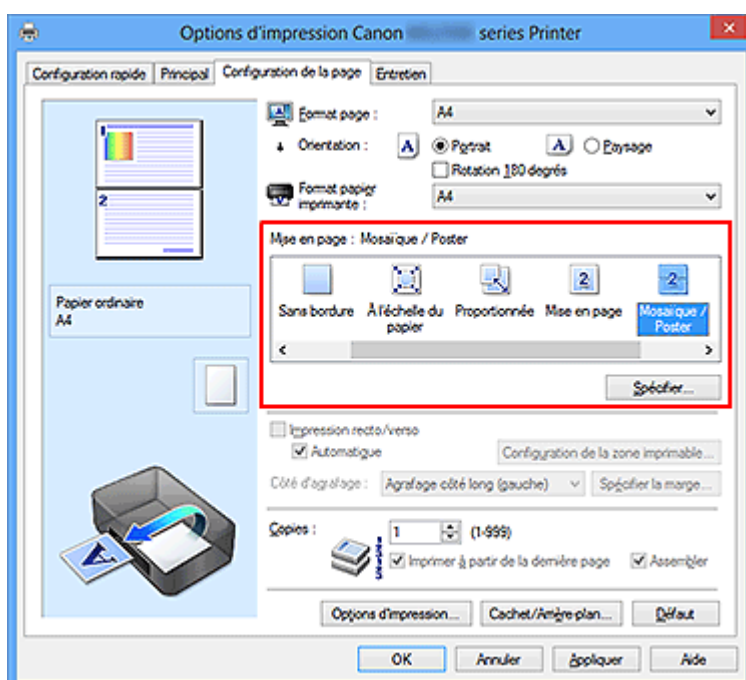 Options d'impression Canon series Printer
Configuration rapide Principal Configuration de la page Entretien
Format page : A4
Orientation : A Portrait A Paysage
Rotation 180 degrés
Format papier imprimante : A4
1
2
Papier ordinaire
A4
Mise en page : Mosaïque / Poster
Sans bordure
À l'échelle du papier
Proportionnée
2
Mise en page
2
Mosaïque / Poster
Spécifier...
Impression recto/verso
Automatique
Configuration de la zone imprimable...
Côté d'agrafage : Agrafage côté long (gauche) Spécifier la marge...
Copies : 1 (1-999)
Imprimer à partir de la dernière page Assembler
A
Options d'impression... Cachet/Arrière-plan... Défaut
OK Annuler Appliquer Aide